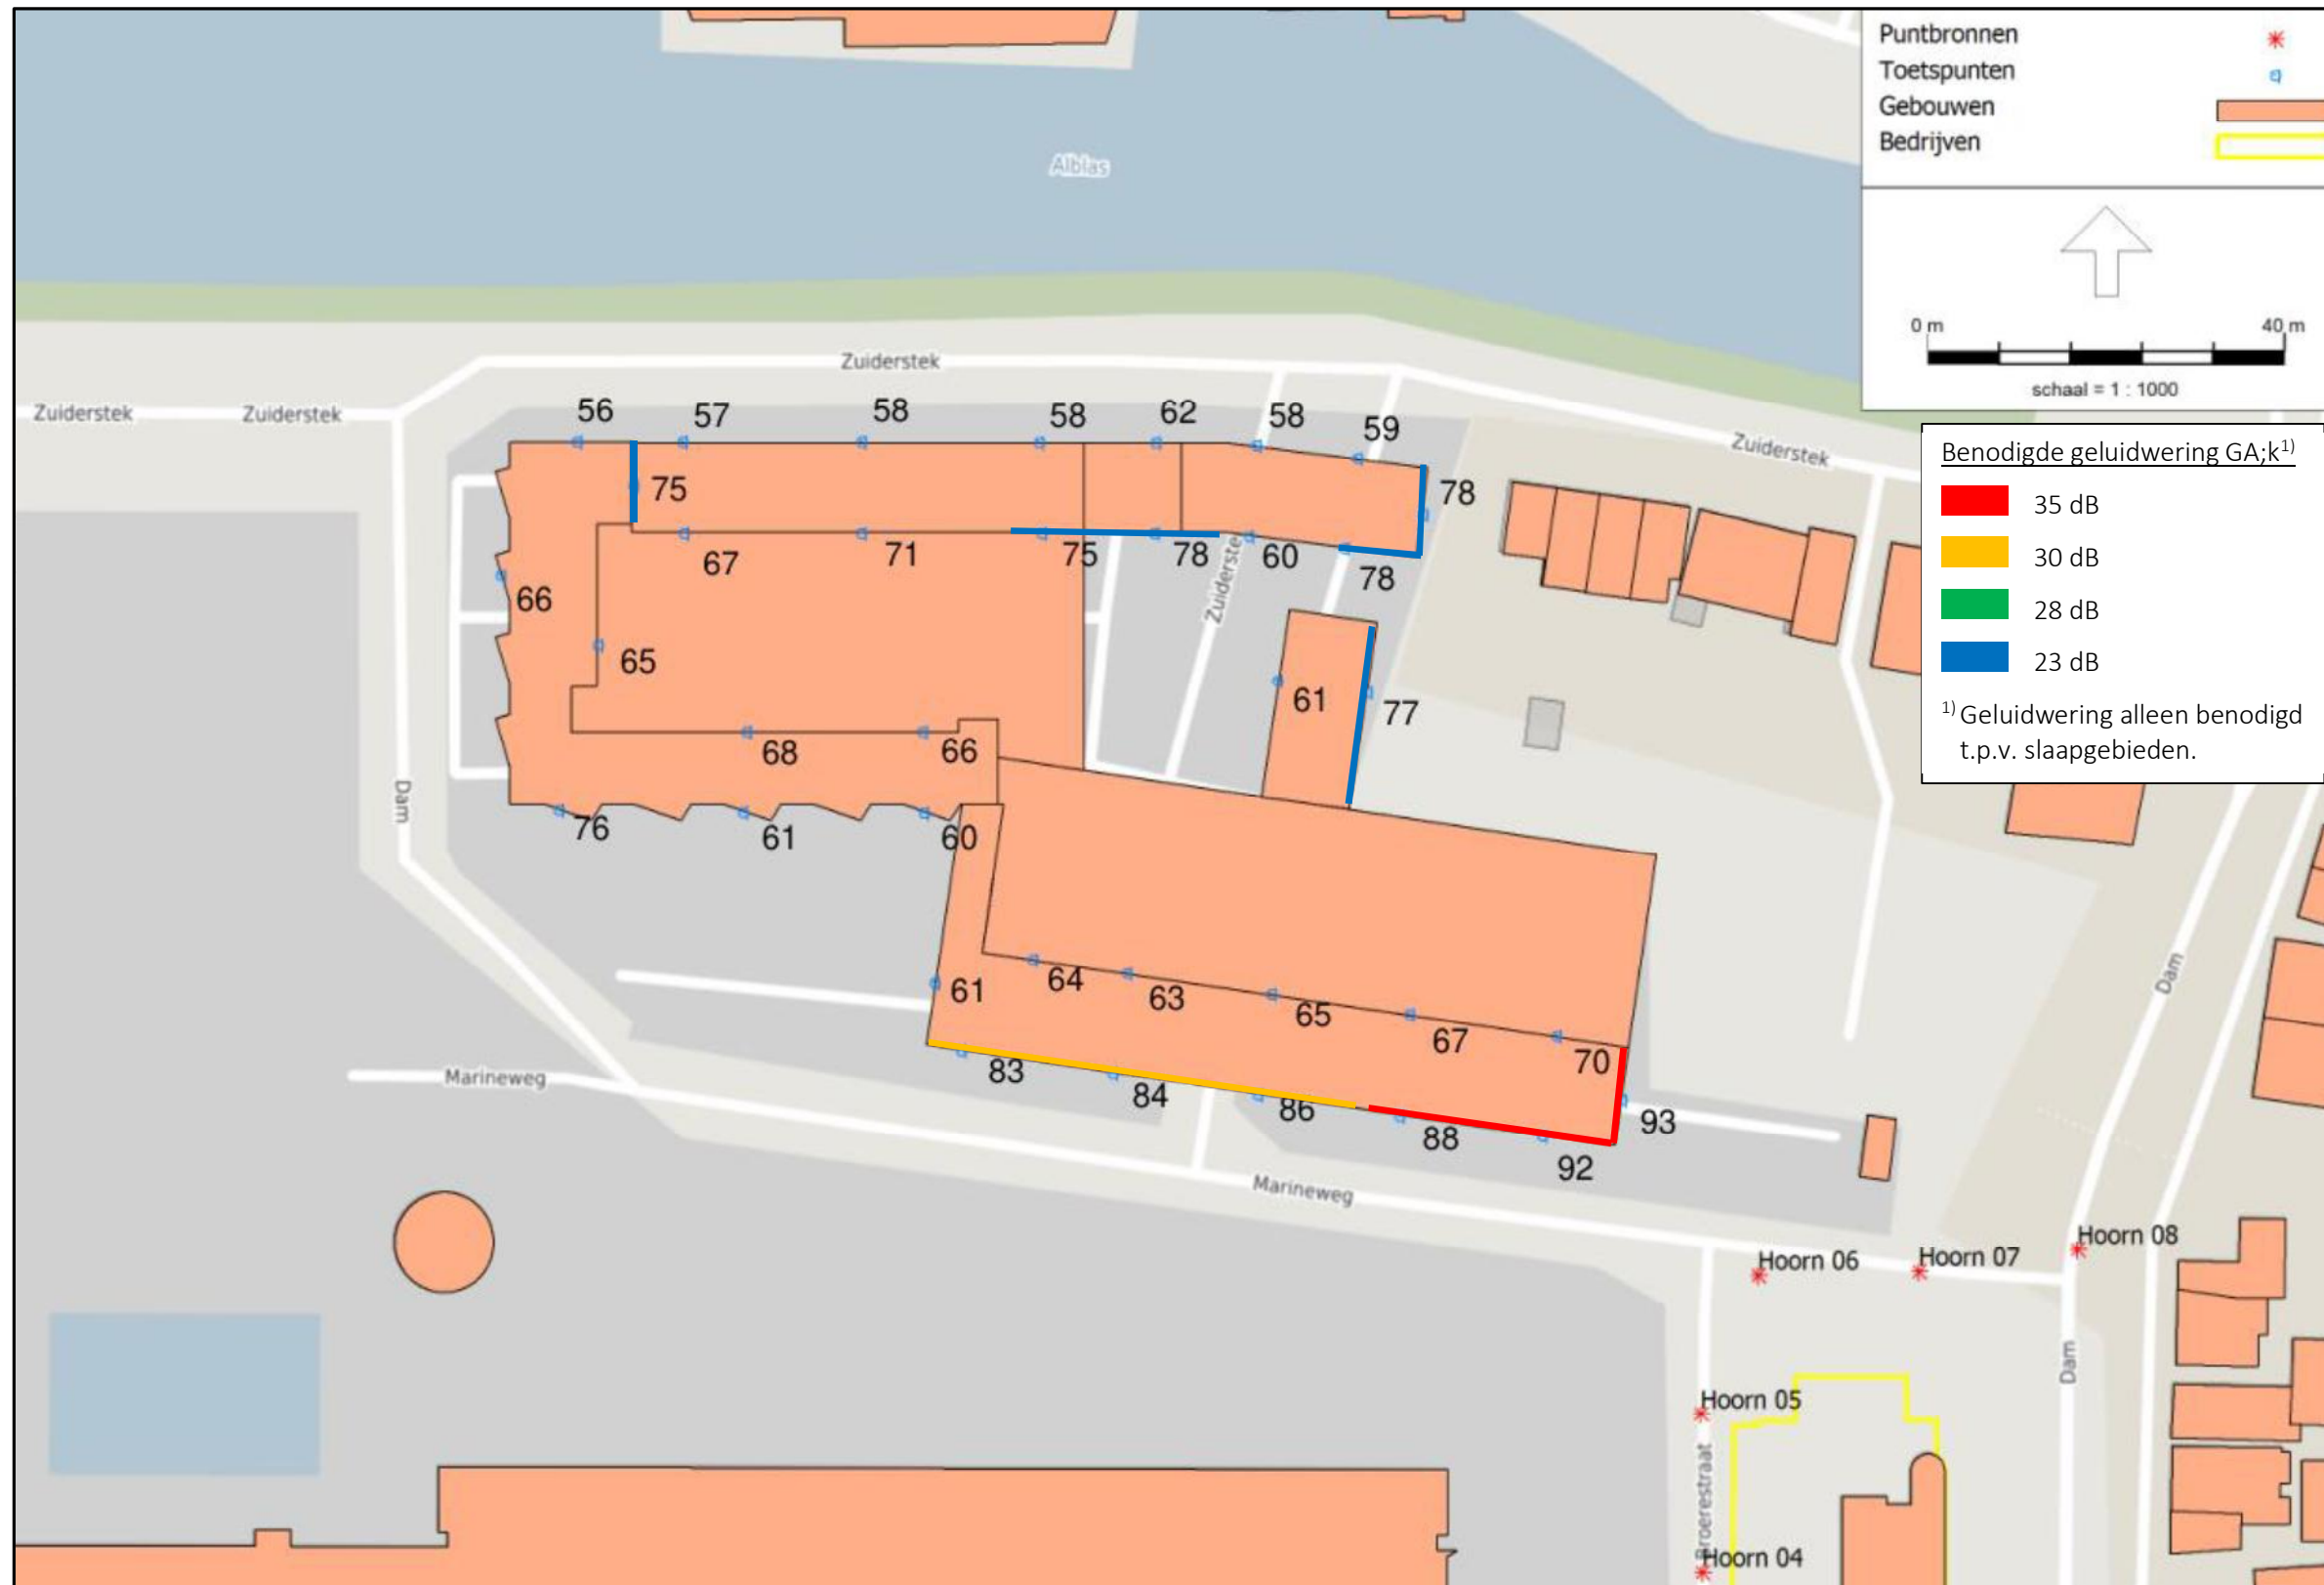 Puntbronnen
Toetspunten
Gebouwen
Bedrijven
0 m 40 m
schaal = 1 : 1000
Benodigde geluidwering GA;k1)
35 dB
30 dB
28 dB
23 dB
1) Geluidwering alleen benodigd
t.p.v. slaapgebieden.
Alblas
Zuiderstek
Zuiderstek Zuiderstek
Zuiderstek
56 57 58 58 62 58 59
75 78
67 71 75 78 60 78
Zuiderste
66
65
61 77
68 66
76 61 60
Dam
61 64 63 65 67 70
83 84 86 88 92 93
Marineweg
Marineweg
Dam
Hoorn 06 Hoorn 07 Hoorn 08
Dam
Hoorn 05
Broerestraat
Hoorn 04